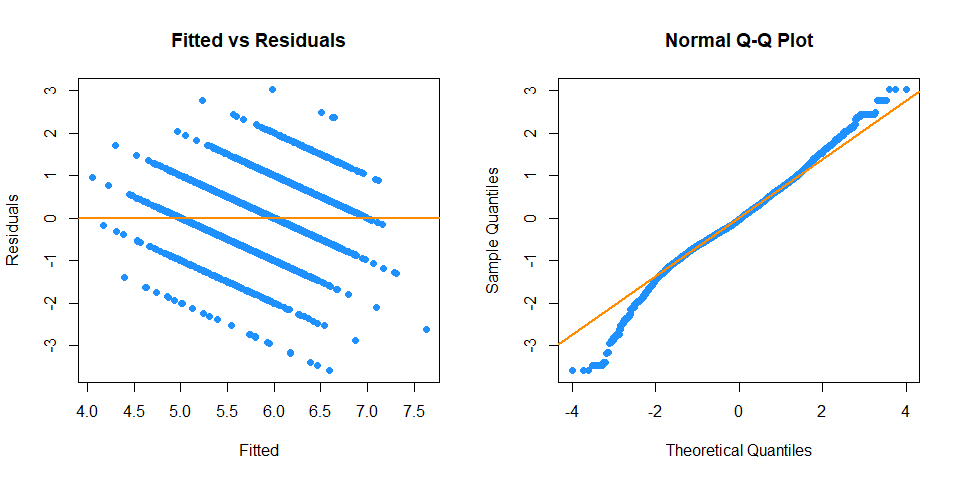 Fitted vs Residuals
Residuals
3
2
1
0
-1
-2
-3
4.0 4.5 5.0 5.5 6.0 6.5 7.0 7.5
Fitted
Normal Q-Q Plot
Sample Quantiles
3
2
1
0
-1
-2
-3
-4 -2 0 2 4
Theoretical Quantiles